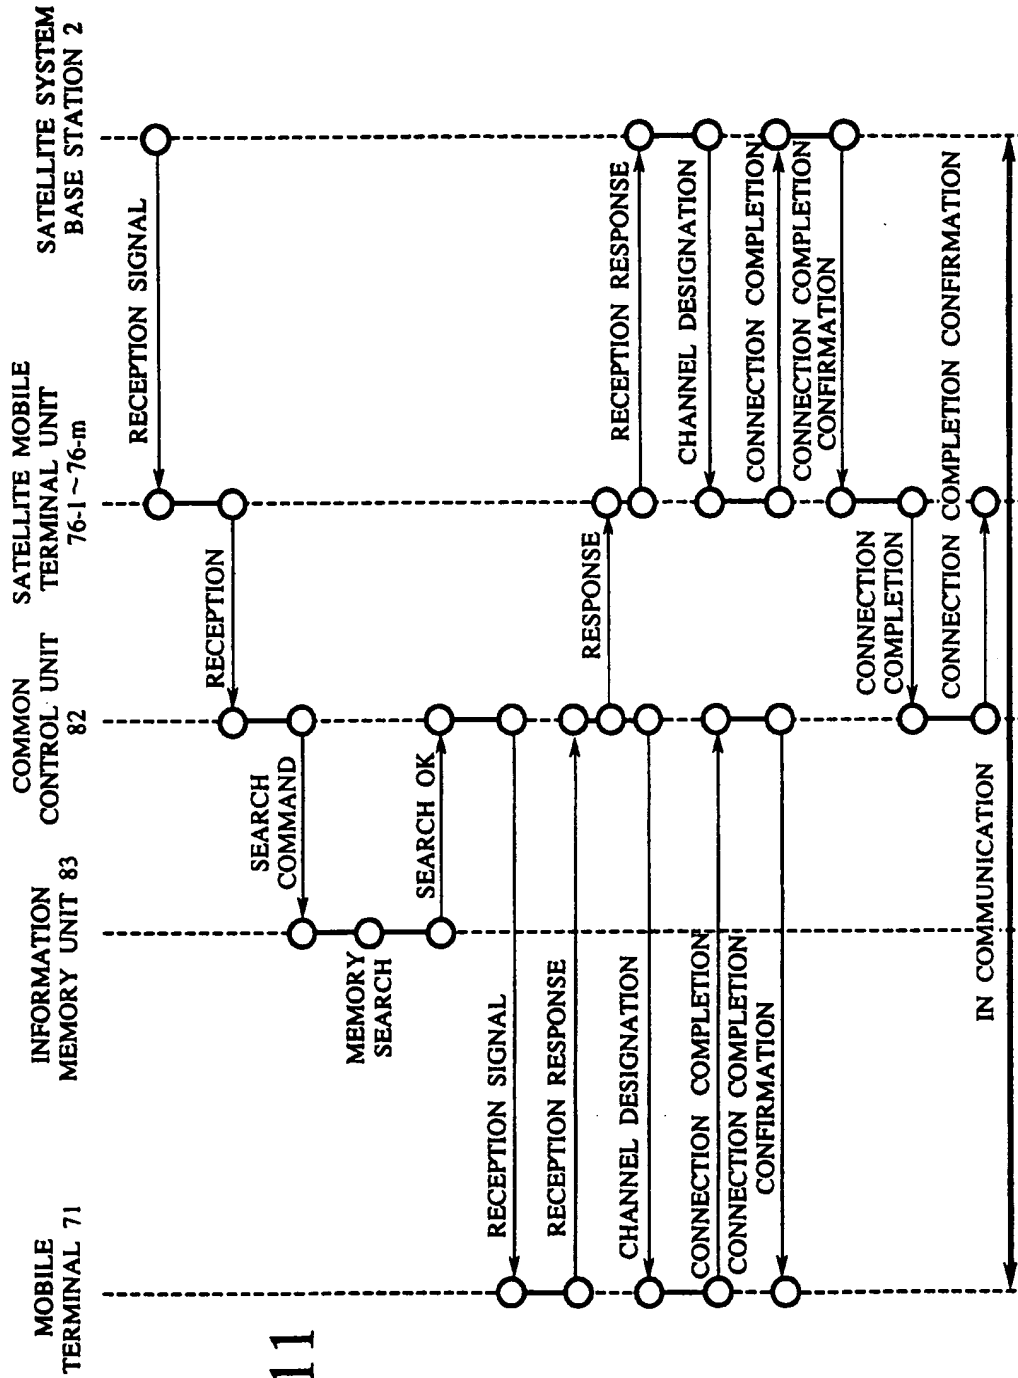 11
MOBILE
TERMINAL 71
INFORMATION
MEMORY UNIT 83
COMMON
CONTROL UNIT
82
SATELLITE MOBILE
TERMINAL UNIT
76-1 ~ 76-m
SATELLITE SYSTEM
BASE STATION 2
RECEPTION SIGNAL
RECEPTION
SEARCH
COMMAND
MEMORY
SEARCH
SEARCH OK
RECEPTION SIGNAL
RECEPTION RESPONSE
RESPONSE
RECEPTION RESPONSE
CHANNEL DESIGNATION
CHANNEL DESIGNATION
CONNECTION COMPLETION
CONNECTION COMPLETION
CONFIRMATION
CONNECTION COMPLETION
CONNECTION COMPLETION
CONFIRMATION
CONNECTION
COMPLETION
CONNECTION COMPLETION CONFIRMATION
IN COMMUNICATION